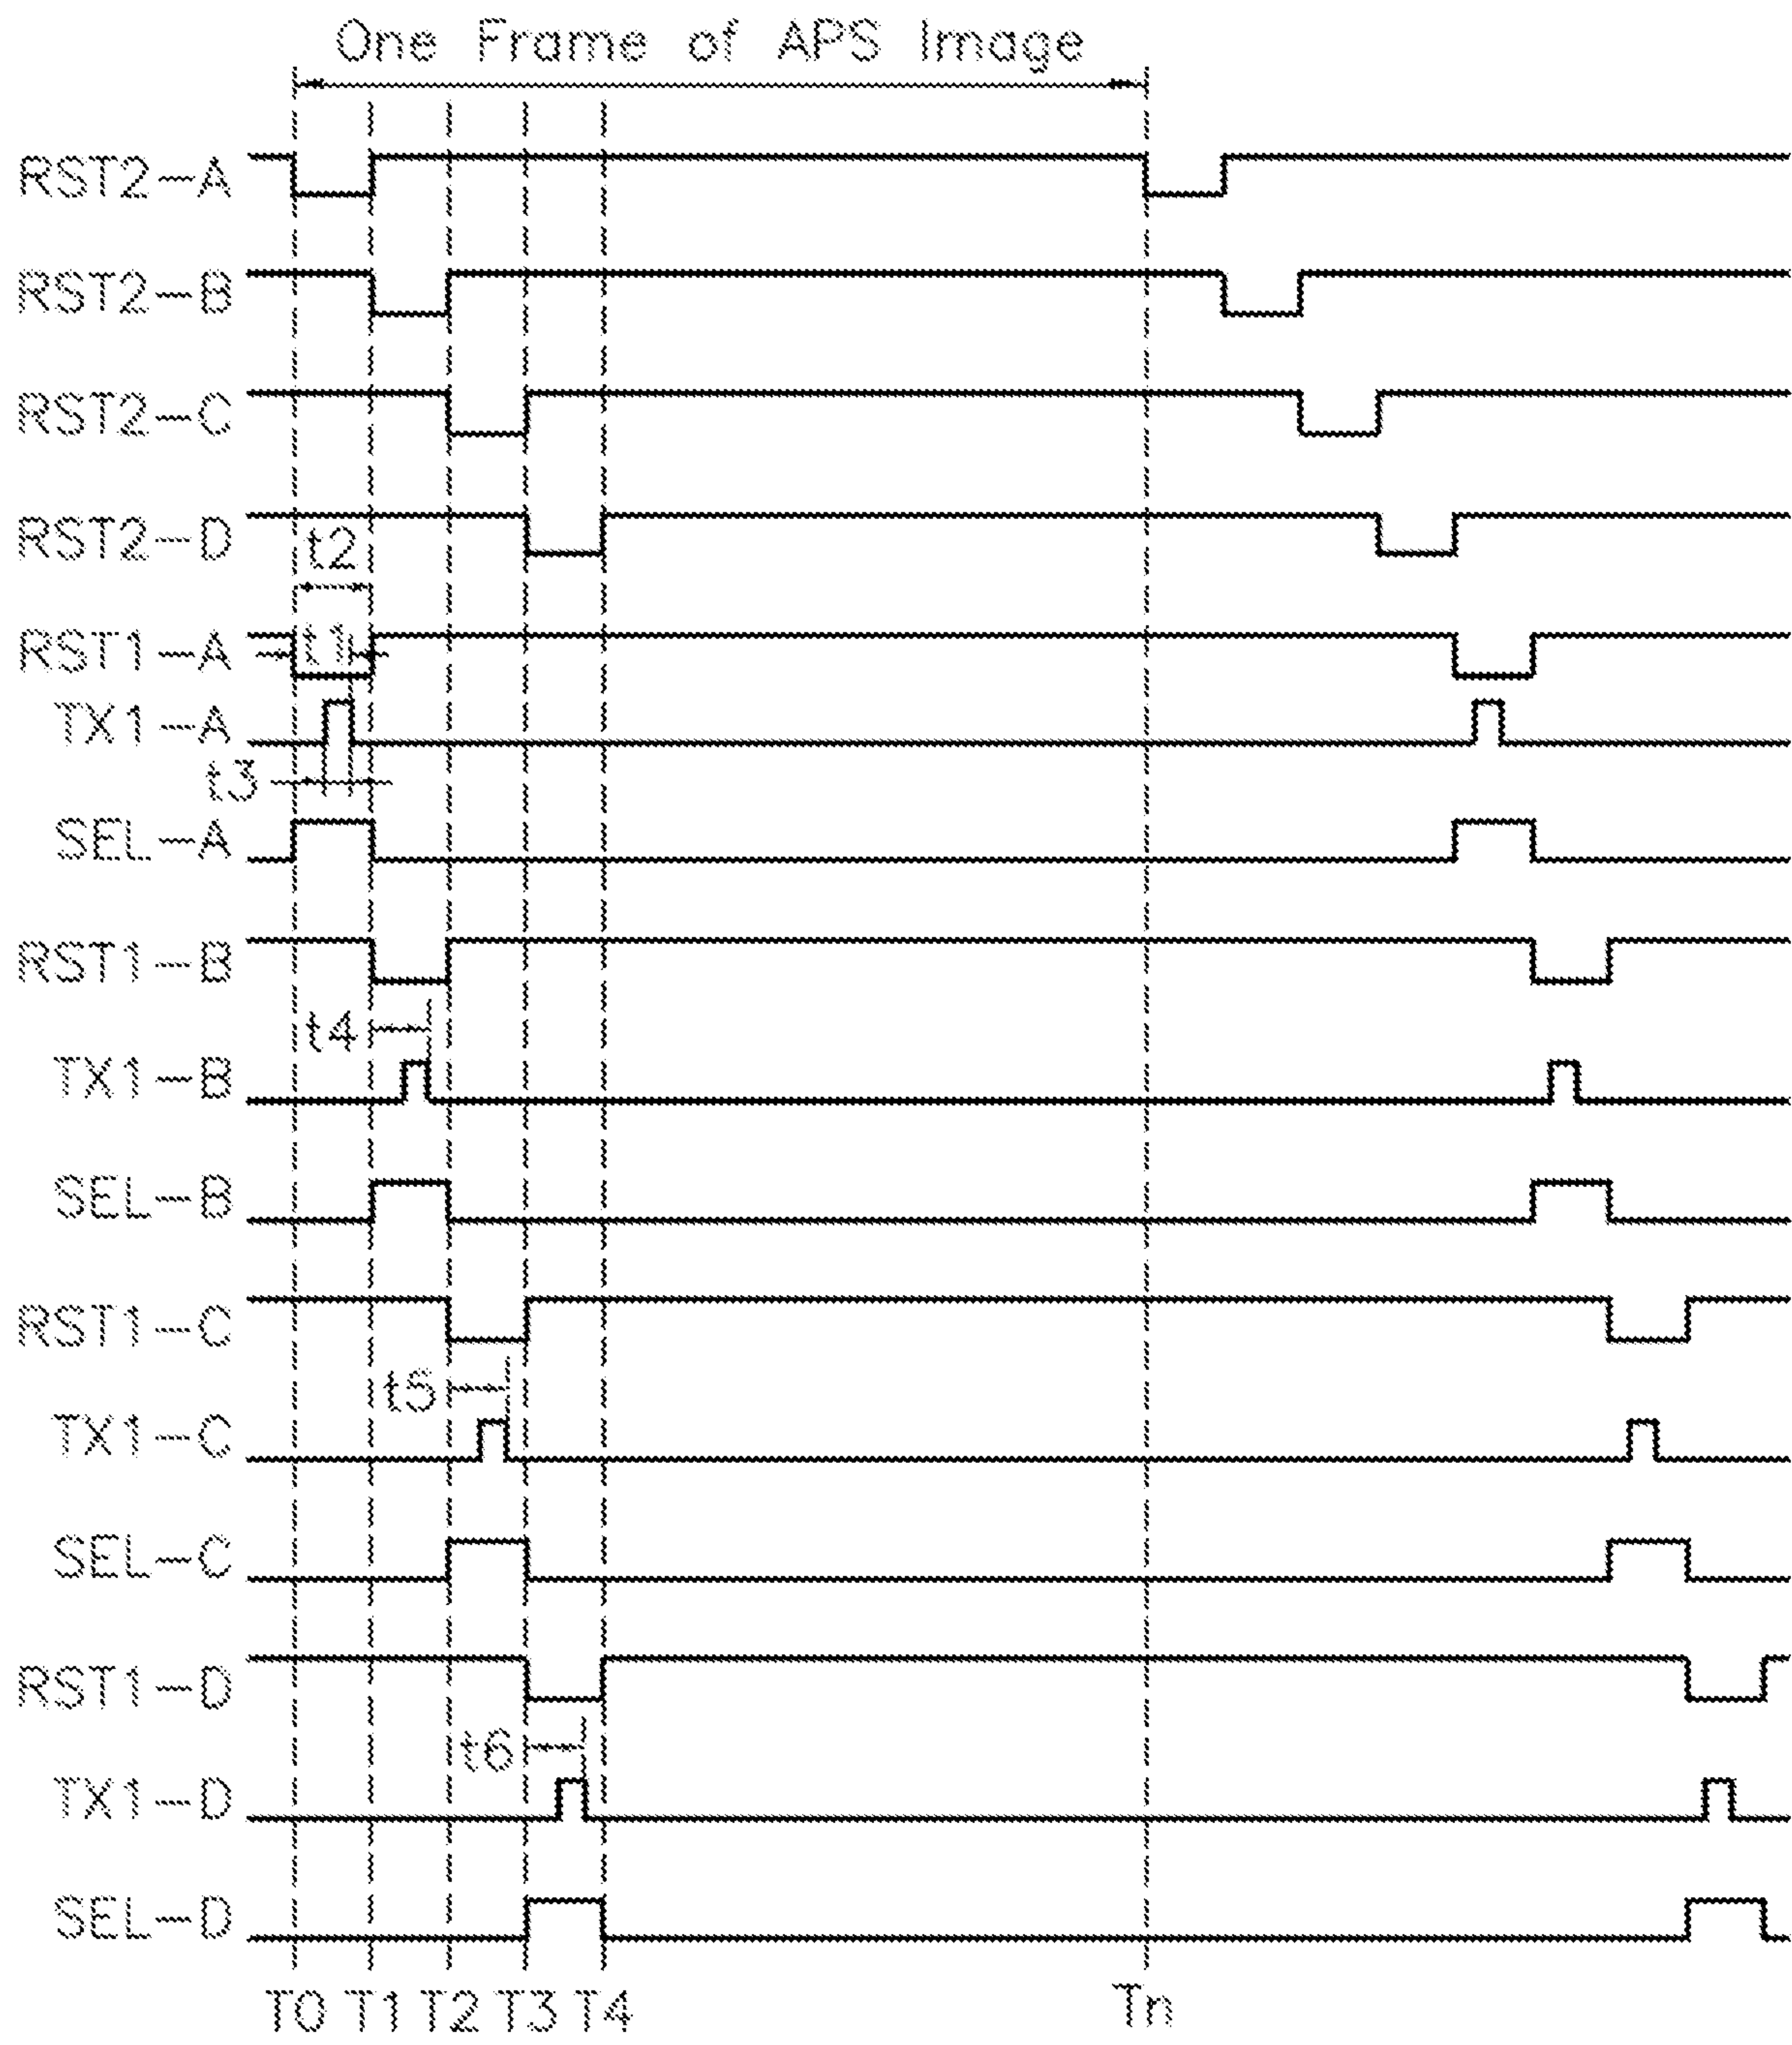 One Frame of APS Image
RST2-A
RST2-B
RST2-C
RST2-D
t2
RST1-A
t1
TX1-A
t3
SEL-A
RST1-B
t4
TX1-B
SEL-B
RST1-C
t5
TX1-C
SEL-C
RST1-D
t6
TX1-D
SEL-D
T0 T1 T2 T3 T4 Tn